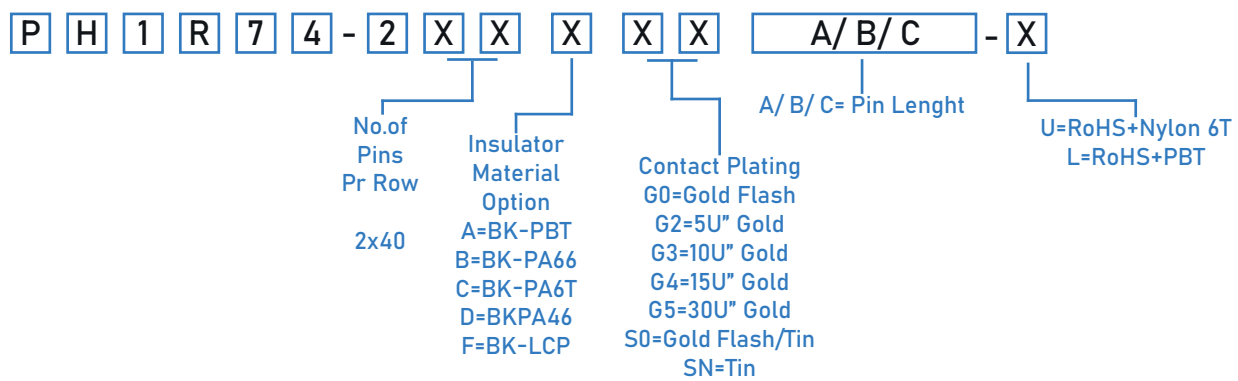 P H 1 R 7 4 - 2 X X X X X A/ B/ C - X
A/ B/ C= Pin Lenght
No.of
Pins
Pr Row
2x40
Insulator
Material
Option
A=BK-PBT
B=BK-PA66
C=BK-PA6T
D=BKPA46
F=BK-LCP
Contact Plating
G0=Gold Flash
G2=5U" Gold
G3=10U" Gold
G4=15U" Gold
G5=30U" Gold
S0=Gold Flash/Tin
SN=Tin
U=RoHS+Nylon 6T
L=RoHS+PBT